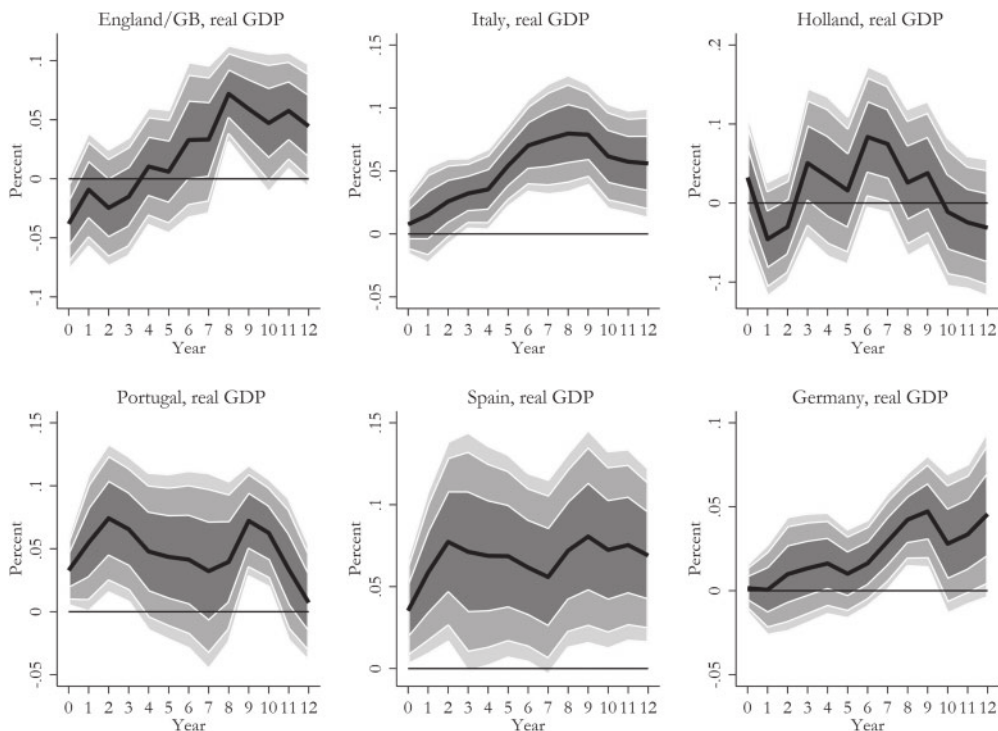 England/GB, real GDP
Italy, real GDP
Holland, real GDP
Percent
.1
.05
0
-.05
-.1
0 1 2 3 4 5 6 7 8 9 10 11 12
Year
Percent
.15
.1
.05
0
-.05
0 1 2 3 4 5 6 7 8 9 10 11 12
Year
Percent
.2
.1
0
-.1
0 1 2 3 4 5 6 7 8 9 10 11 12
Year
Portugal, real GDP
Spain, real GDP
Germany, real GDP
Percent
.15
.1
.05
0
-.05
0 1 2 3 4 5 6 7 8 9 10 11 12
Year
Percent
.15
.1
.05
0
0 1 2 3 4 5 6 7 8 9 10 11 12
Year
Percent
.1
.05
0
-.05
0 1 2 3 4 5 6 7 8 9 10 11 12
Year